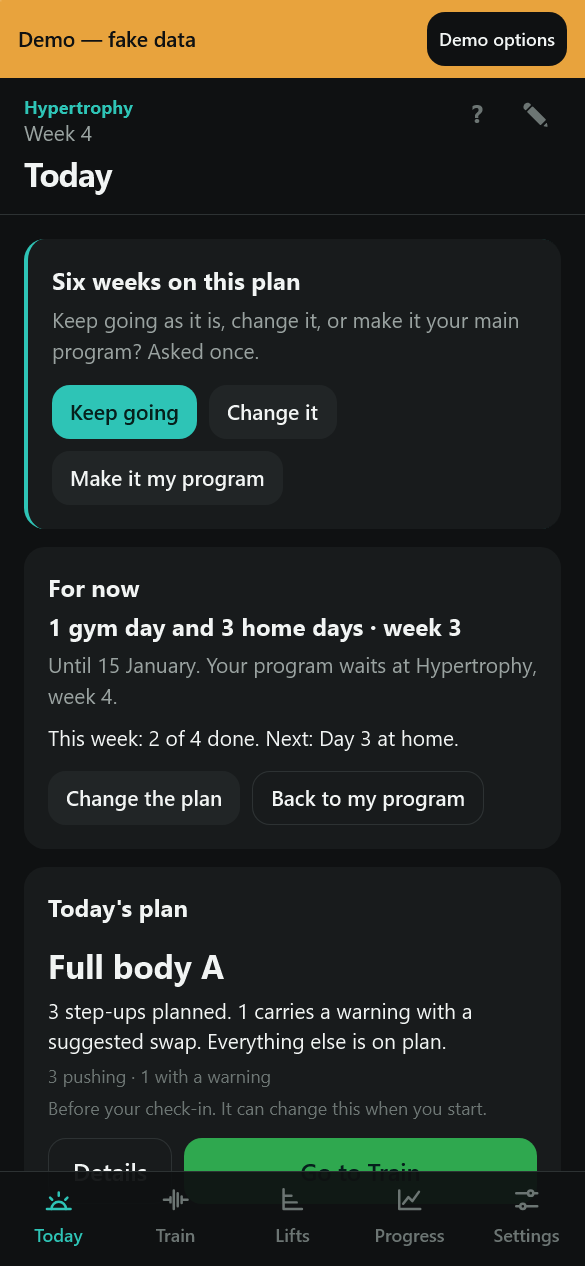 Demo — fake data
Demo options
Hypertrophy
Week 4
Today
?
Six weeks on this plan
Keep going as it is, change it, or make it your main
program? Asked once.
Keep going
Change it
Make it my program
For now
1 gym day and 3 home days · week 3
Until 15 January. Your program waits at Hypertrophy,
week 4.
This week: 2 of 4 done. Next: Day 3 at home.
Change the plan
Back to my program
Today's plan
Full body A
3 step-ups planned. 1 carries a warning with a
suggested swap. Everything else is on plan.
3 pushing · 1 with a warning
Before your check-in. It can change this when you start.
Details
Go to Train
Today
Train
Lifts
Progress
Settings